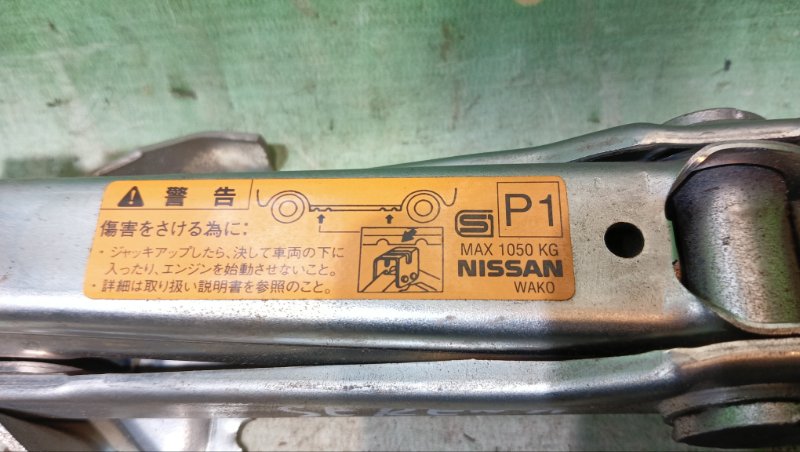 警告
傷害をさける為に:
・ジャッキアップしたら、決して車両の下に
入ったり、エンジンを始動させないこと。
・詳細は取り扱い説明書を参照のこと。
P1
MAX 1050 KG
NISSAN
WAKO